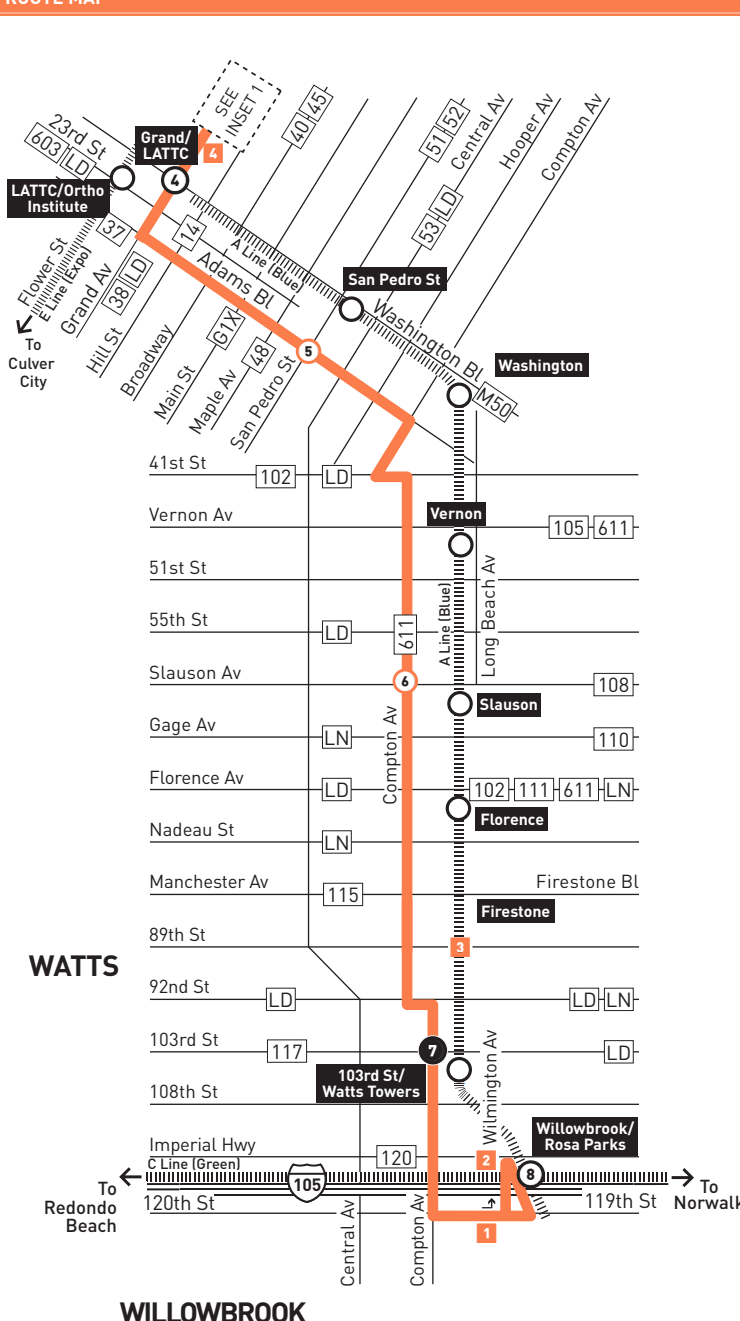 ROUTE MAP
SEE
INSET 1
23rd St
603 LD
Grand/
LATTC
4
4
40 45
51 52
Central Av
Hooper Av
Compton Av
LATTC/Ortho
Institute
37
14
53 LD
A Line (Blue)
Flower St
E Line (Expo)
Grand Av
38 LD
Adams Bl
San Pedro St
Washington Bl
To
Culver
City
Hill St
Broadway
Main St
G1X
Maple Av
48
San Pedro St
5
Washington
M50
41st St
102
LD
Vernon Av
Vernon
105 611
51st St
55th St
LD
611
A Line (Blue)
Long Beach Av
Slauson Av
6
108
Slauson
Gage Av
LN
Compton Av
110
Florence Av
LD
102 111 611 LN
Florence
Nadeau St
LN
Manchester Av
115
Firestone Bl
Firestone
89th St
3
WATTS
92nd St
LD
LD LN
103rd St
117
7
LD
103rd St/
Watts Towers
Wilmington Av
108th St
Willowbrook/
Rosa Parks
Imperial Hwy
120
2
C Line (Green)
8
105
To
Redondo
Beach
To
Norwalk
120th St
119th St
1
Central Av
Compton Av
WILLOWBROOK